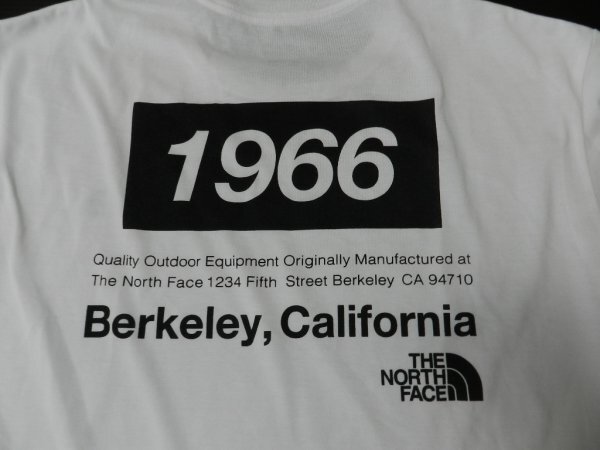 1966
Quality Outdoor Equipment Originally Manufactured at
The North Face 1234 Fifth Street Berkeley CA 94710
Berkeley, California
THE
NORTH
FACE